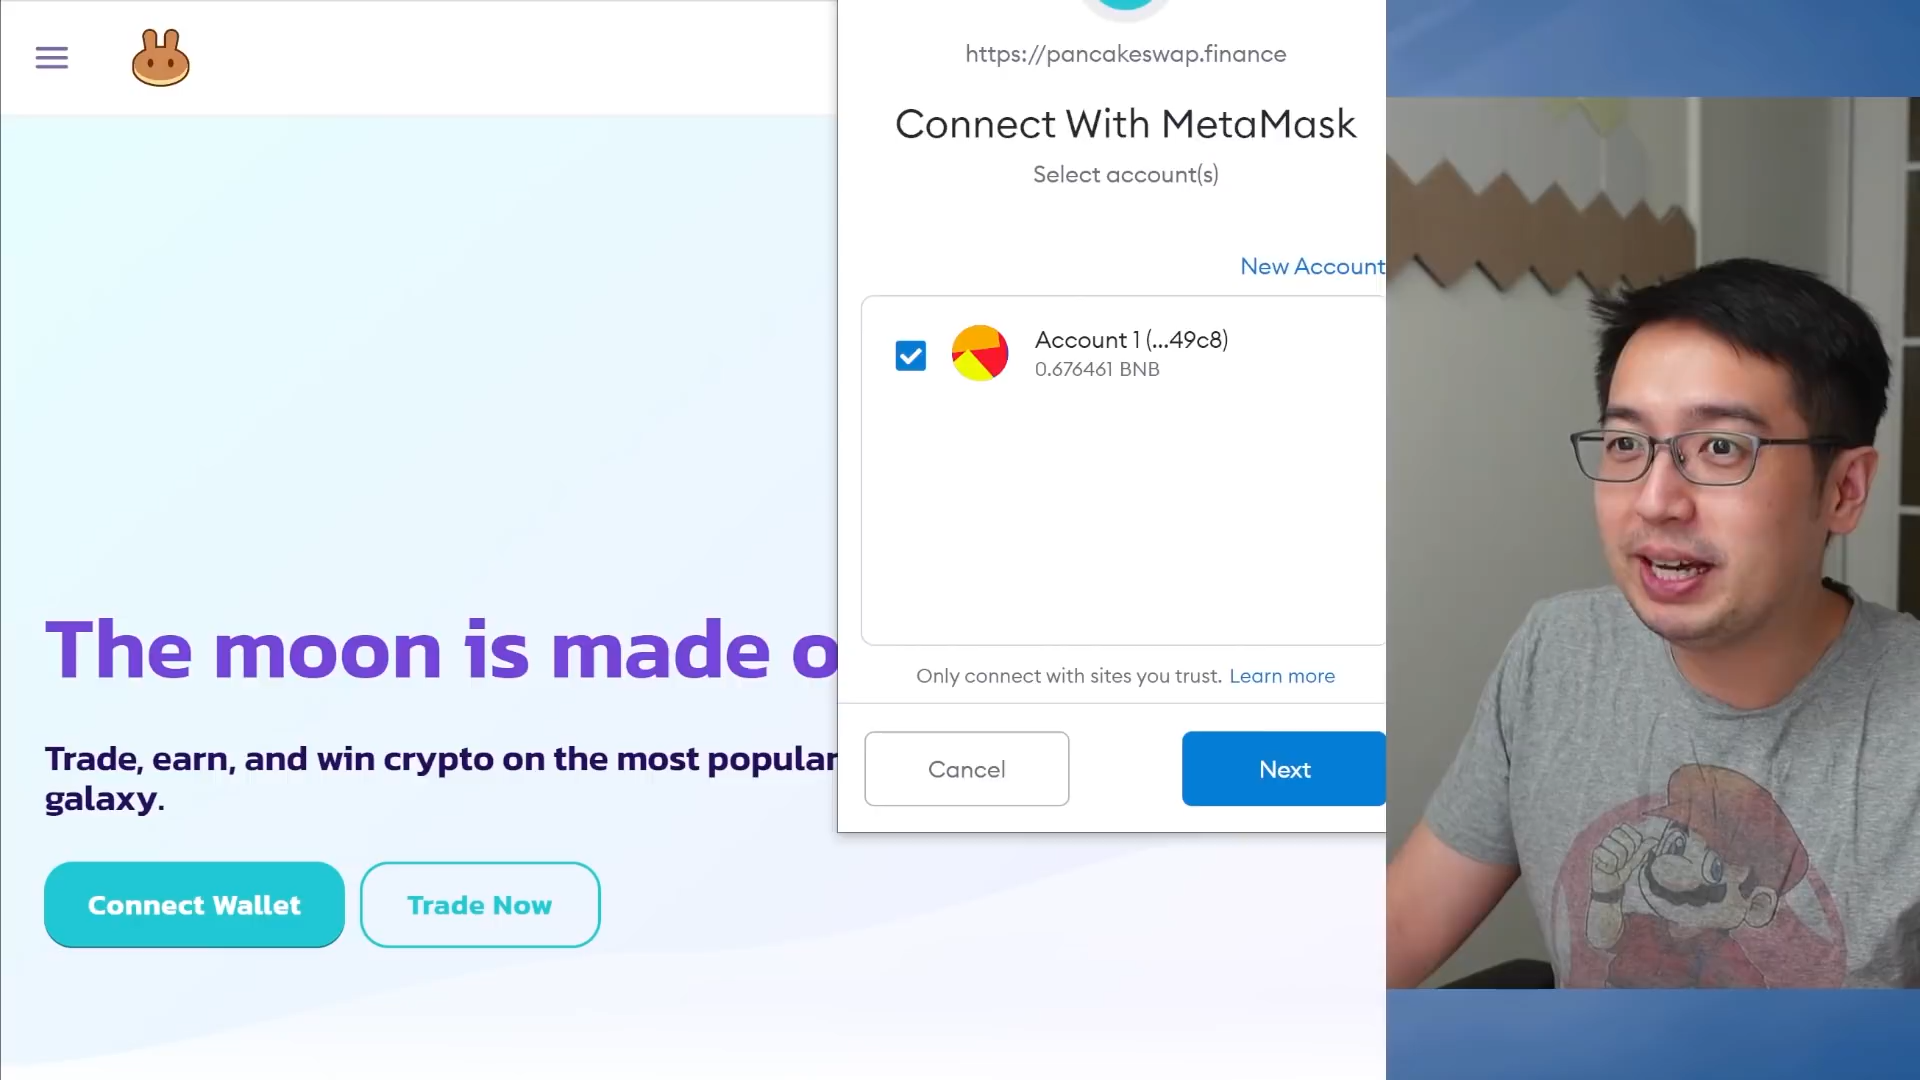 https://pancakeswap.finance
Connect With MetaMask
Select account(s)
New Account
Account 1 (...49c8)
0.676461 BNB
Only connect with sites you trust. Learn more
Cancel
Next
The moon is made o
Trade, earn, and win crypto on the most popular
galaxy.
Connect Wallet
Trade Now